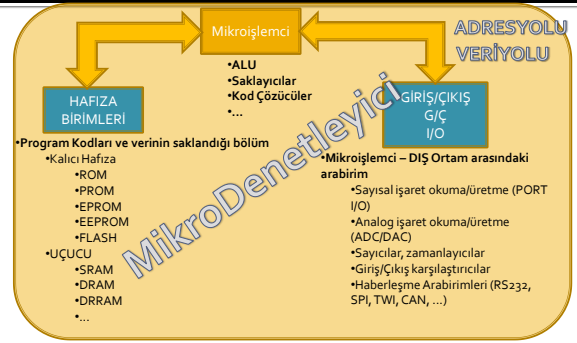 Mikroişlemci
ADRESYOLU
VERİYOLU
•ALU
•Saklayıcılar
•Kod Çözücüler
•...
HAFIZA
BİRİMLERİ
GİRİŞ/ÇIKIŞ
G/Ç
I/O
•Program Kodları ve verinin saklandığı bölüm
•Kalıcı Hafıza
•ROM
•PROM
•EPROM
•EEPROM
•FLASH
•UÇUCU
•SRAM
•DRAM
•DRRAM
•...
•Mikroişlemci – DIŞ Ortam arasındaki
arabirim
•Sayısal işaret okuma/üretme (PORT
I/O)
•Analog işaret okuma/üretme
(ADC/DAC)
•Sayıcılar, zamanlayıcılar
•Giriş/Çıkış karşılaştırıcılar
•Haberleşme Arabirimleri (RS232,
SPI, TWI, CAN, ...)
MikroDenetleyici